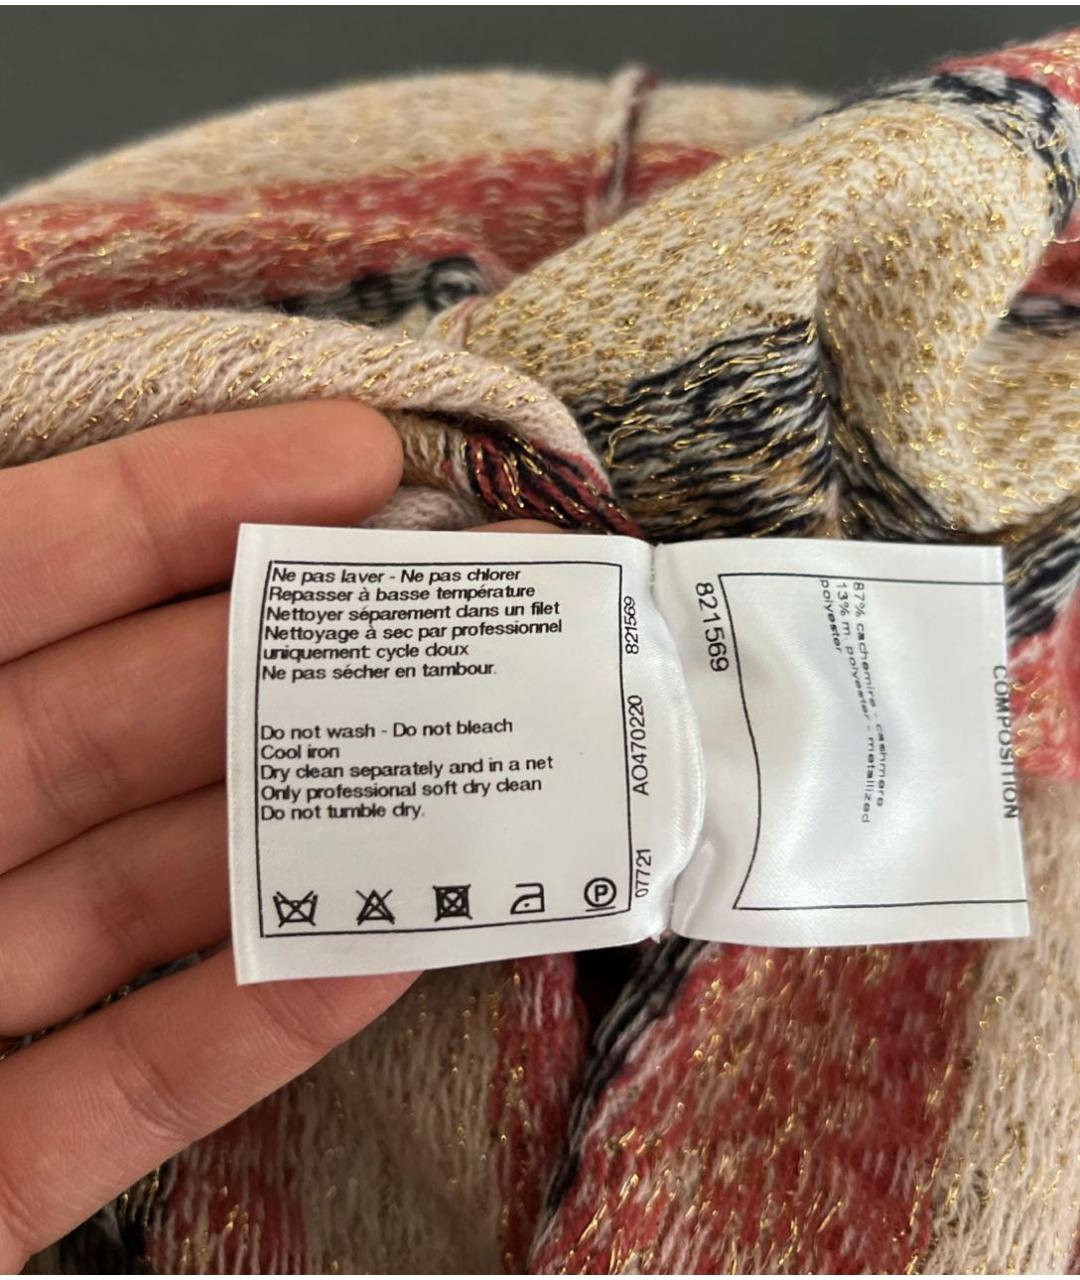 Ne pas laver - Ne pas chlorer
Repasser à basse température
Nettoyer séparement dans un filet
Nettoyage à sec par professionnel
uniquement cycle doux
Ne pas sécher en tambour.
Do not wash - Do not bleach
Cool iron
Dry clean separately and in a net
Only professional soft dry clean
Do not tumble dry.
P
821569
AO470220
07721
821569
COMPOSITION
87% cachemire - cashmere
13% m. polyester - metallized
polyester